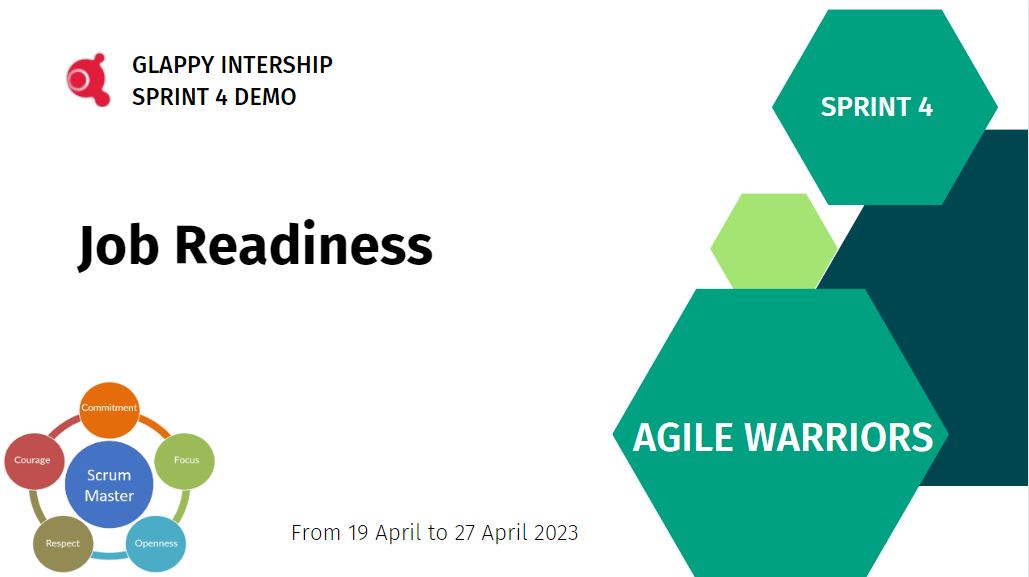 GLAPPY INTERSHIP
SPRINT 4 DEMO
SPRINT 4
Job Readiness
AGILE WARRIORS
Commitment
Courage
Focus
Scrum
Master
Respect
Openness
From 19 April to 27 April 2023